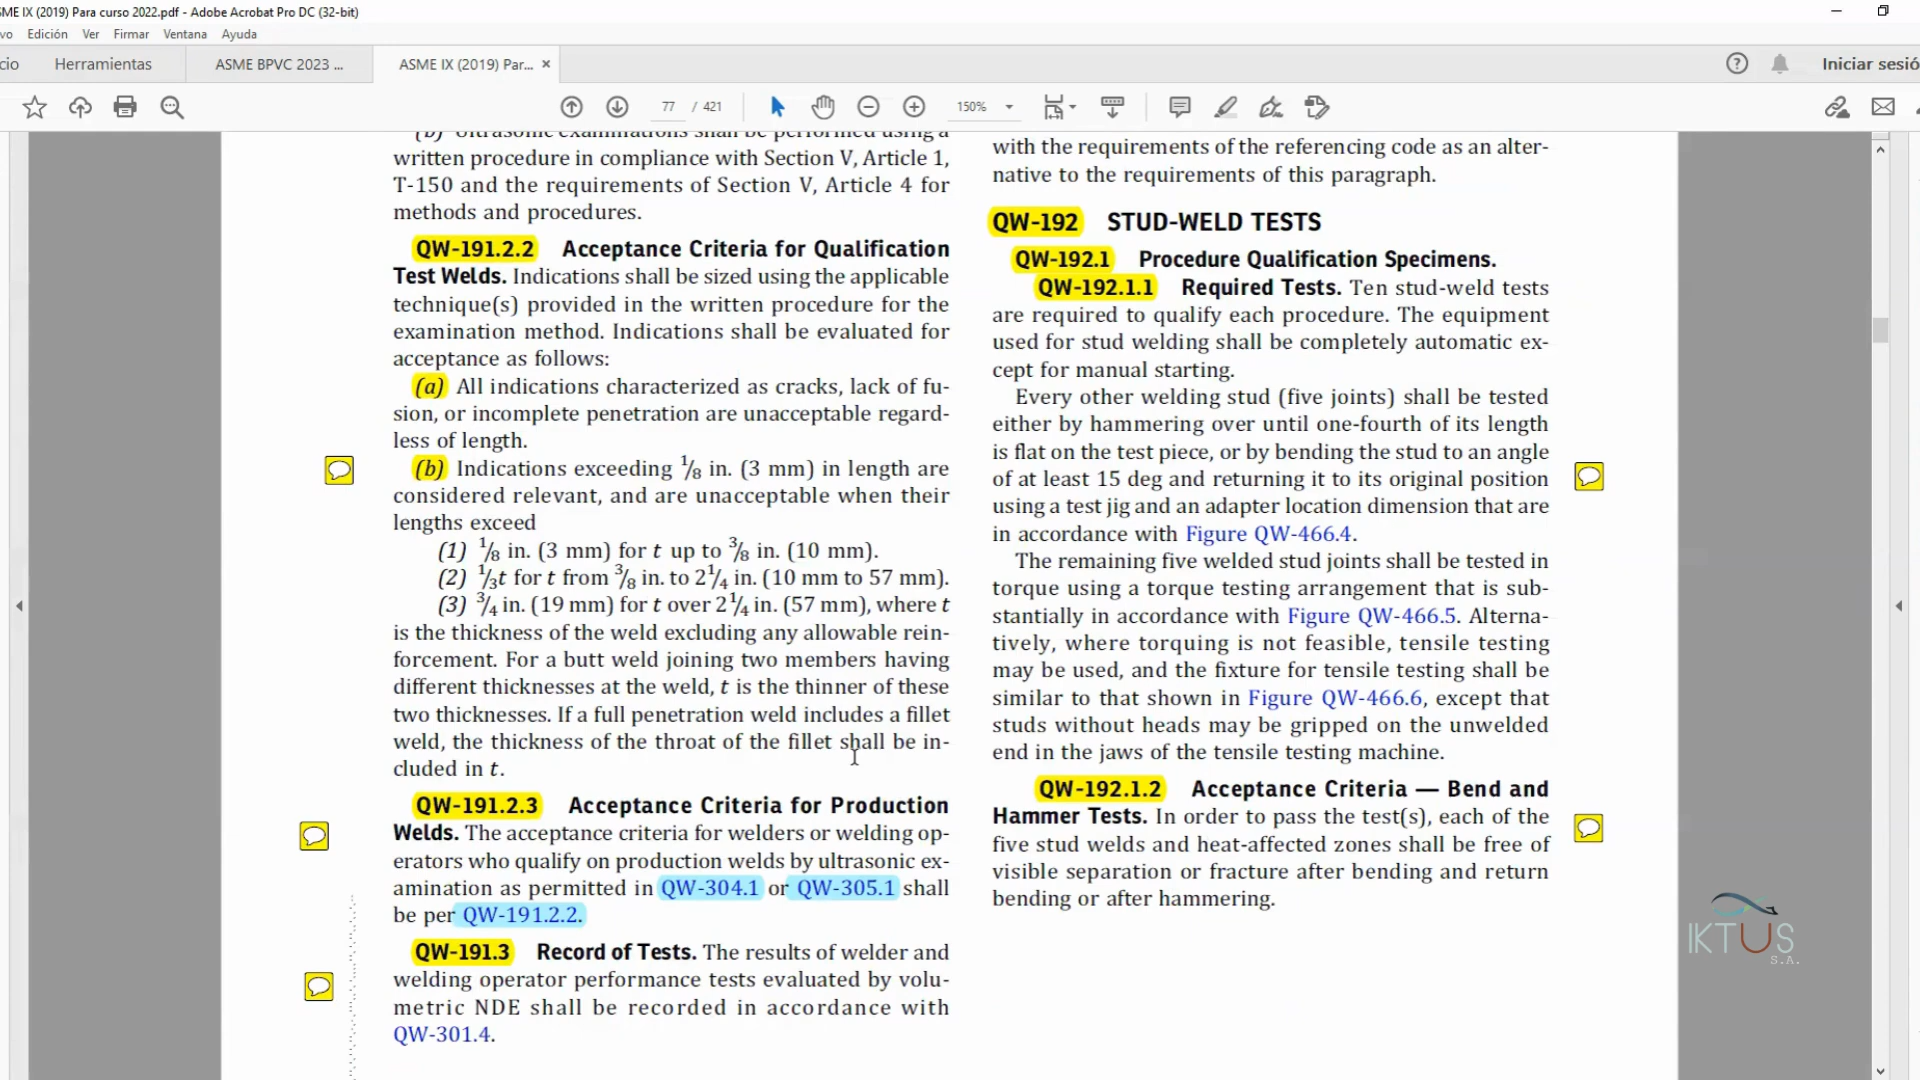 SME IX (2019) Para curso 2022.pdf - Adobe Acrobat Pro DC (32-bit)
vo Edición Ver Firmar Ventana Ayuda
cio Herramientas ASME BPVC 2023 ... ASME IX (2019) Par... × Iniciar sesió
77 / 421 150%
(b) Ultrasonic examinations shall be performed using a
written procedure in compliance with Section V, Article 1,
T-150 and the requirements of Section V, Article 4 for
methods and procedures.
QW-191.2.2 Acceptance Criteria for Qualification
Test Welds. Indications shall be sized using the applicable
technique(s) provided in the written procedure for the
examination method. Indications shall be evaluated for
acceptance as follows:
(a) All indications characterized as cracks, lack of fu-
sion, or incomplete penetration are unacceptable regard-
less of length.
(b) Indications exceeding 1/8 in. (3 mm) in length are
considered relevant, and are unacceptable when their
lengths exceed
(1) 1/8 in. (3 mm) for t up to 3/8 in. (10 mm).
(2) 1/3t for t from 3/8 in. to 2 1/4 in. (10 mm to 57 mm).
(3) 3/4 in. (19 mm) for t over 2 1/4 in. (57 mm), where t
is the thickness of the weld excluding any allowable rein-
forcement. For a butt weld joining two members having
different thicknesses at the weld, t is the thinner of these
two thicknesses. If a full penetration weld includes a fillet
weld, the thickness of the throat of the fillet shall be in-
cluded in t.
QW-191.2.3 Acceptance Criteria for Production
Welds. The acceptance criteria for welders or welding op-
erators who qualify on production welds by ultrasonic ex-
amination as permitted in QW-304.1 or QW-305.1 shall
be per QW-191.2.2.
QW-191.3 Record of Tests. The results of welder and
welding operator performance tests evaluated by volu-
metric NDE shall be recorded in accordance with
QW-301.4.
with the requirements of the referencing code as an alter-
native to the requirements of this paragraph.
QW-192 STUD-WELD TESTS
QW-192.1 Procedure Qualification Specimens.
QW-192.1.1 Required Tests. Ten stud-weld tests
are required to qualify each procedure. The equipment
used for stud welding shall be completely automatic ex-
cept for manual starting.
Every other welding stud (five joints) shall be tested
either by hammering over until one-fourth of its length
is flat on the test piece, or by bending the stud to an angle
of at least 15 deg and returning it to its original position
using a test jig and an adapter location dimension that are
in accordance with Figure QW-466.4.
The remaining five welded stud joints shall be tested in
torque using a torque testing arrangement that is sub-
stantially in accordance with Figure QW-466.5. Alterna-
tively, where torquing is not feasible, tensile testing
may be used, and the fixture for tensile testing shall be
similar to that shown in Figure QW-466.6, except that
studs without heads may be gripped on the unwelded
end in the jaws of the tensile testing machine.
QW-192.1.2 Acceptance Criteria — Bend and
Hammer Tests. In order to pass the test(s), each of the
five stud welds and heat-affected zones shall be free of
visible separation or fracture after bending and return
bending or after hammering.
IKTUS
S.A.